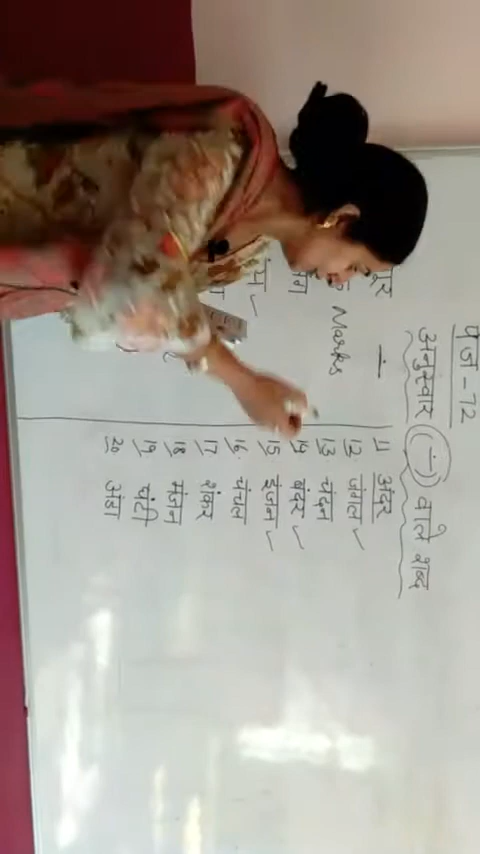 पृज - 72
अनुस्वार (ं) वाले शब्द
Marks
11 अंदर
12. जंगल ✓
13. चंदन
14 बंदर ✓
15 इंजन ✓
16. चंचल
17 शंकर
18 मंजन
19 घंटी
20 अंडा